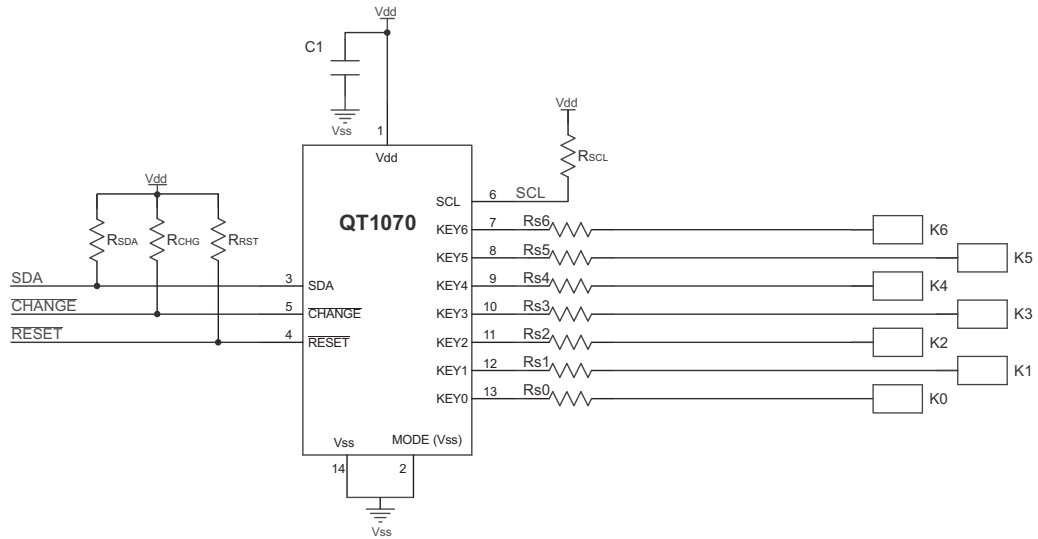 Vdd
C1
Vss
1
Vdd
Vdd
RSCL
6 SCL
SCL
QT1070
Vdd
RSDA RCHG RRST
KEY6 7 Rs6 K6
KEY5 8 Rs5 K5
SDA 3 SDA
KEY4 9 Rs4 K4
CHANGE 5 CHANGE
KEY3 10 Rs3 K3
RESET 4 RESET
KEY2 11 Rs2 K2
KEY1 12 Rs1 K1
KEY0 13 Rs0 K0
Vss MODE (Vss)
14 2
Vss